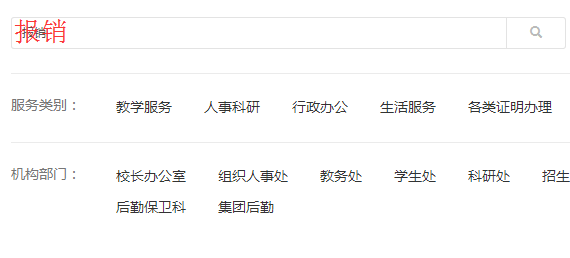 报销
报销
服务类别： 教学服务 人事科研 行政办公 生活服务 各类证明办理
机构部门： 校长办公室 组织人事处 教务处 学生处 科研处 招生
后勤保卫科 集团后勤